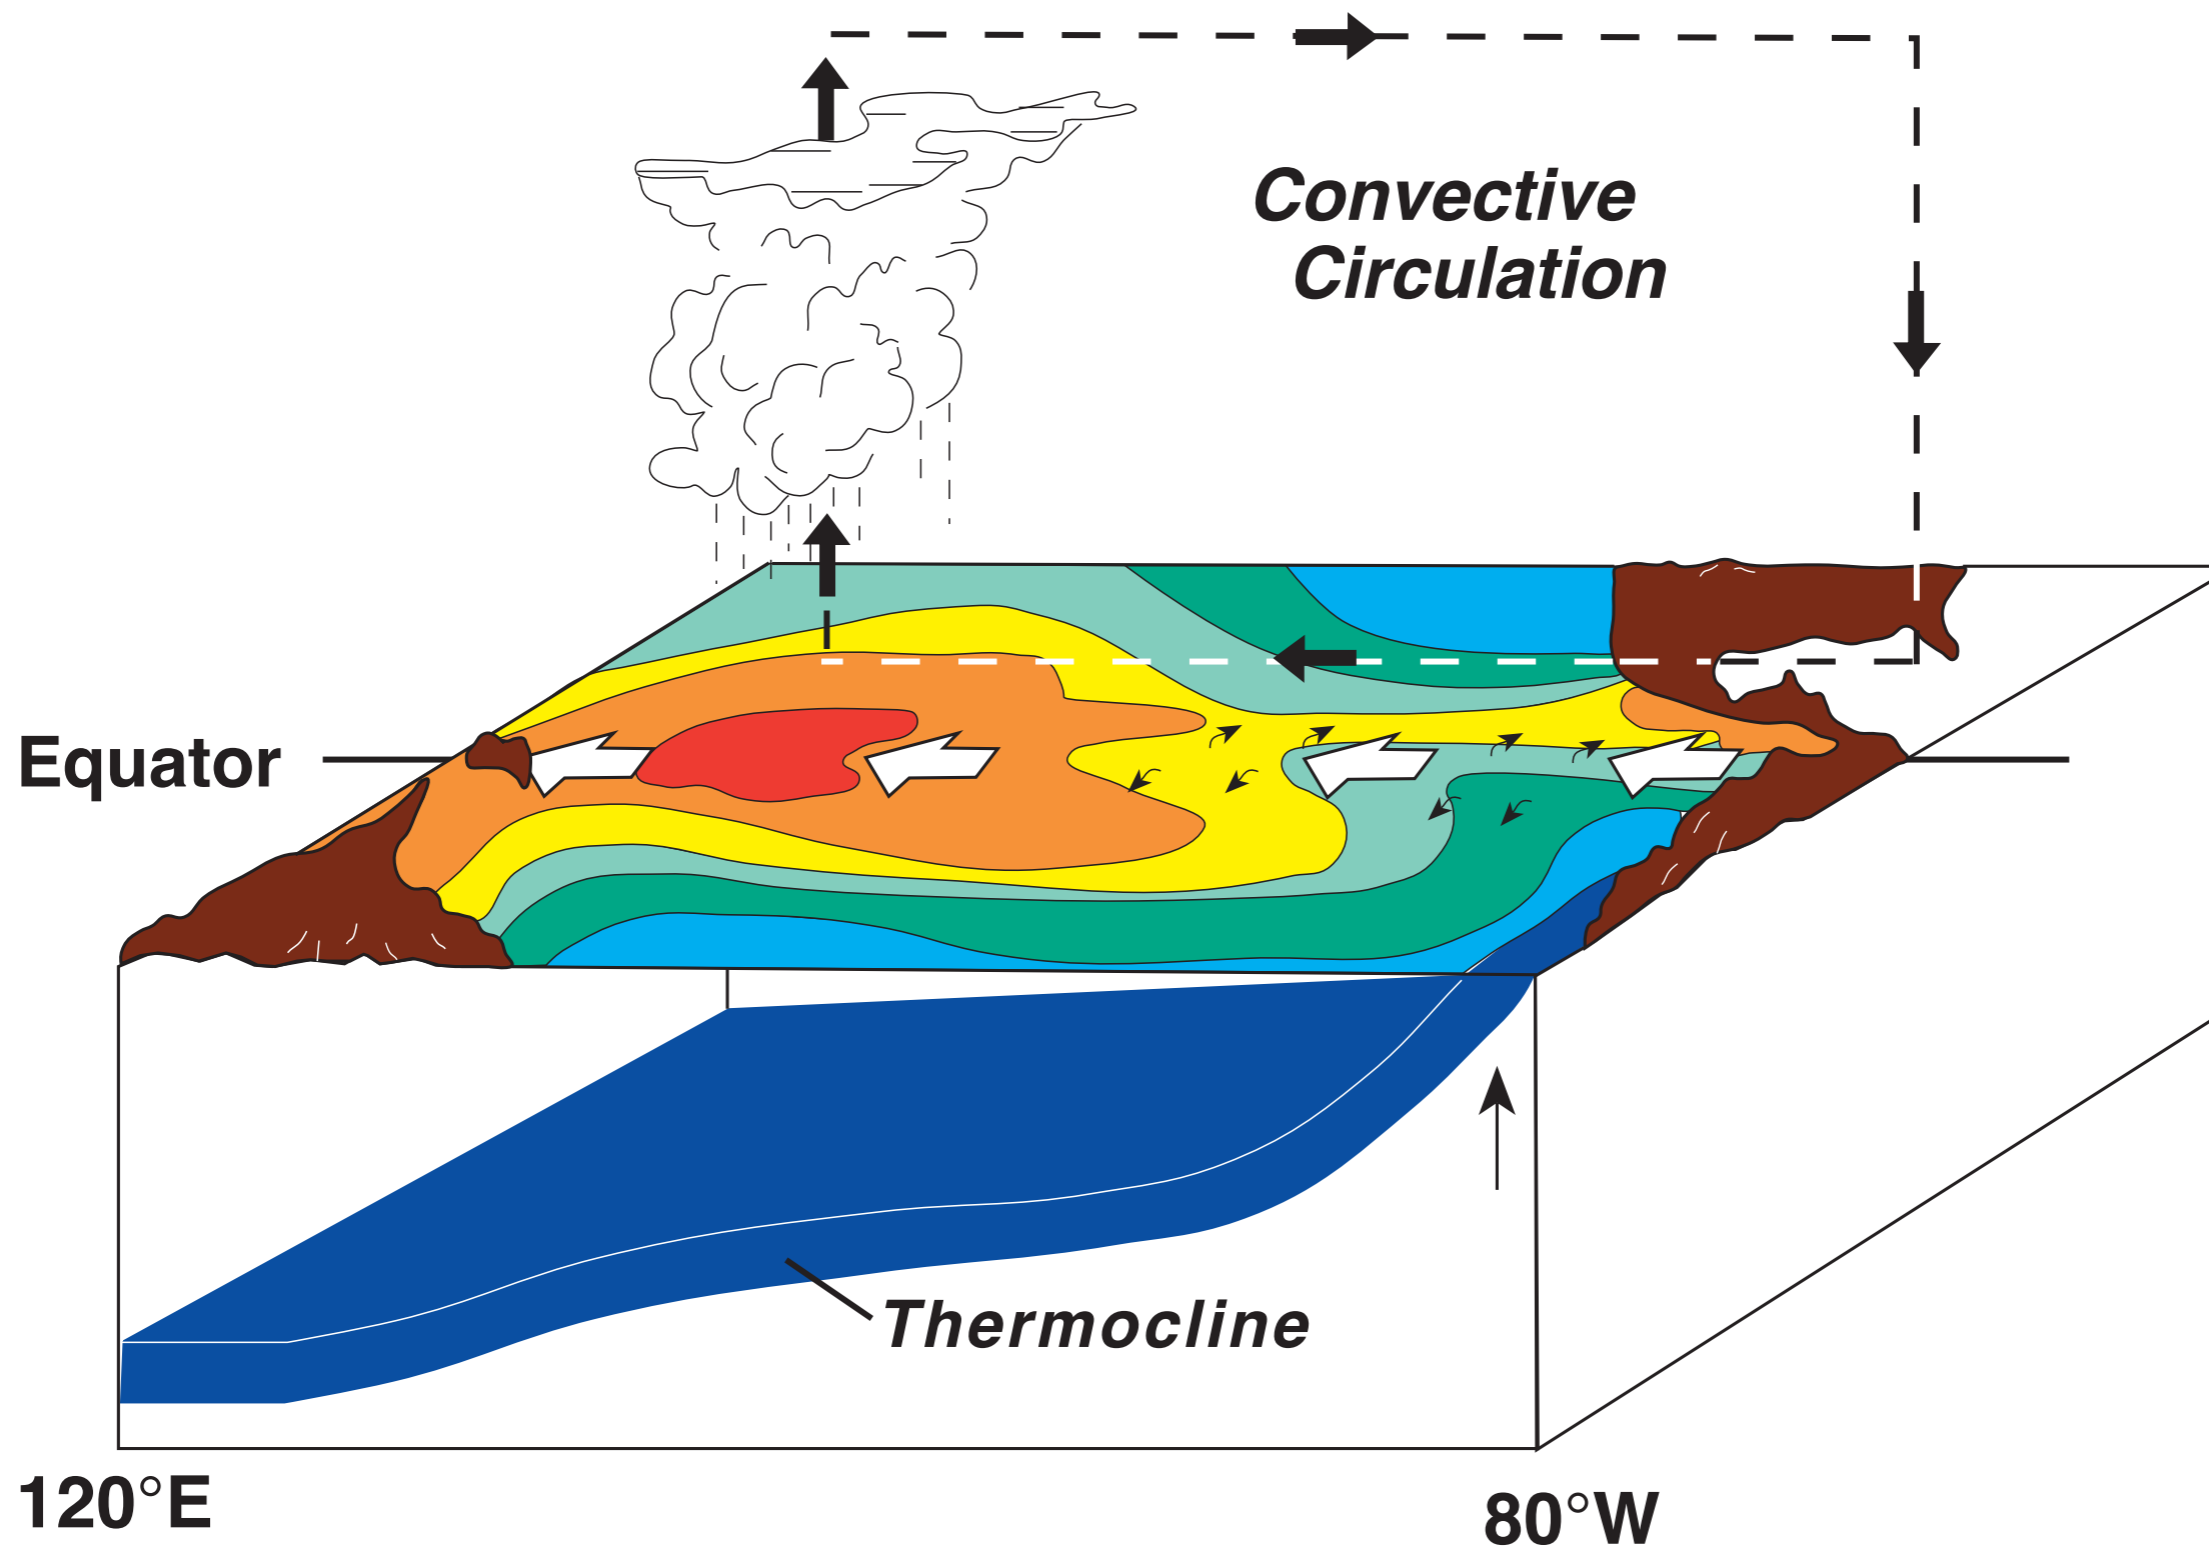 Convective
Circulation
Equator
Thermocline
120°E
80°W